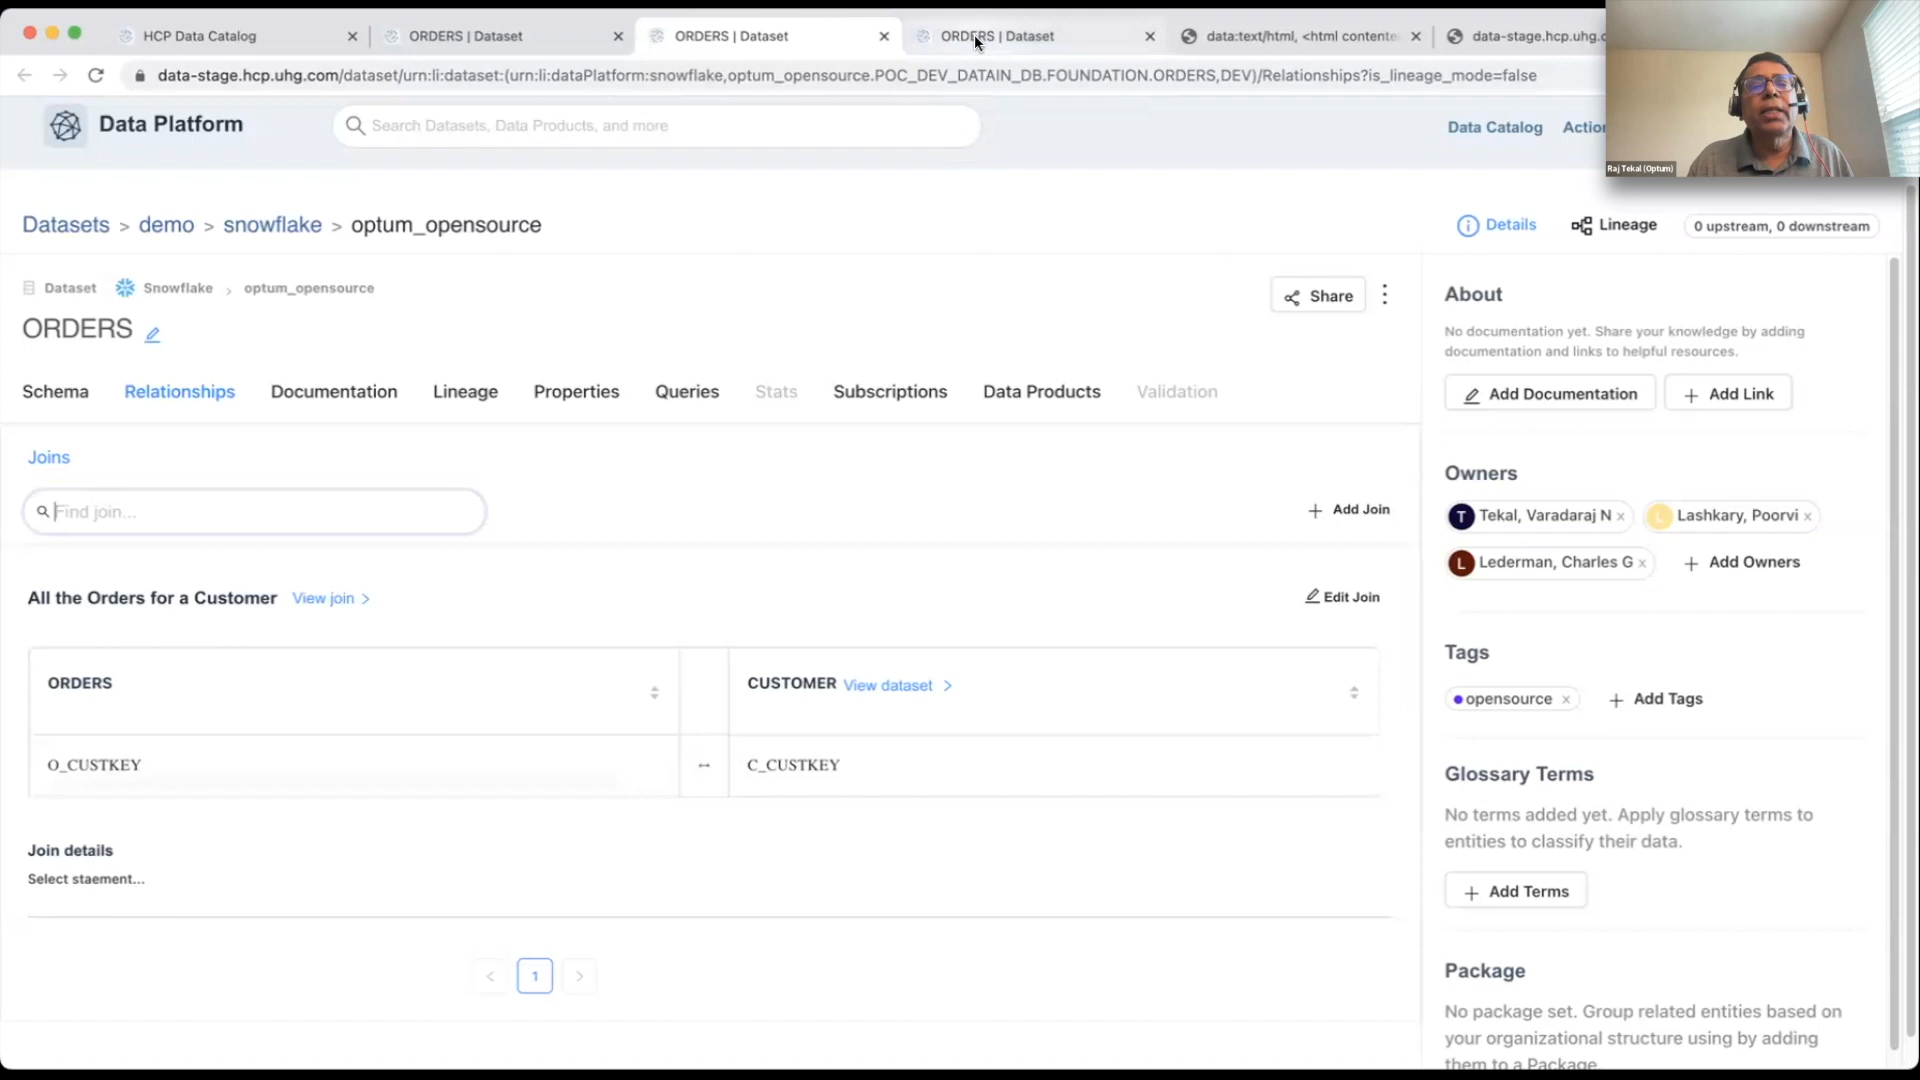 HCP Data Catalog
ORDERS | Dataset
ORDERS | Dataset
ORDERS | Dataset
data:text/html, <html contente
data-stage.hcp.uhg.c
data-stage.hcp.uhg.com/dataset/urn:li:dataset:(urn:li:dataPlatform:snowflake,optum_opensource.POC_DEV_DATAIN_DB.FOUNDATION.ORDERS,DEV)/Relationships?is_lineage_mode=false
Data Platform
Search Datasets, Data Products, and more
Data Catalog
Action
Raj Tekal (Optum)
Datasets > demo > snowflake > optum_opensource
Details
Lineage
0 upstream, 0 downstream
Dataset
Snowflake > optum_opensource
Share
ORDERS
Schema
Relationships
Documentation
Lineage
Properties
Queries
Stats
Subscriptions
Data Products
Validation
Joins
Find join...
+ Add Join
All the Orders for a Customer
View join >
Edit Join
ORDERS
CUSTOMER View dataset >
O_CUSTKEY
↔
C_CUSTKEY
Join details
Select staement...
< 1 >
About
No documentation yet. Share your knowledge by adding
documentation and links to helpful resources.
Add Documentation
+ Add Link
Owners
T Tekal, Varadaraj N ×
L Lashkary, Poorvi ×
L Lederman, Charles G ×
+ Add Owners
Tags
opensource ×
+ Add Tags
Glossary Terms
No terms added yet. Apply glossary terms to
entities to classify their data.
+ Add Terms
Package
No package set. Group related entities based on
your organizational structure using by adding
them to a Package